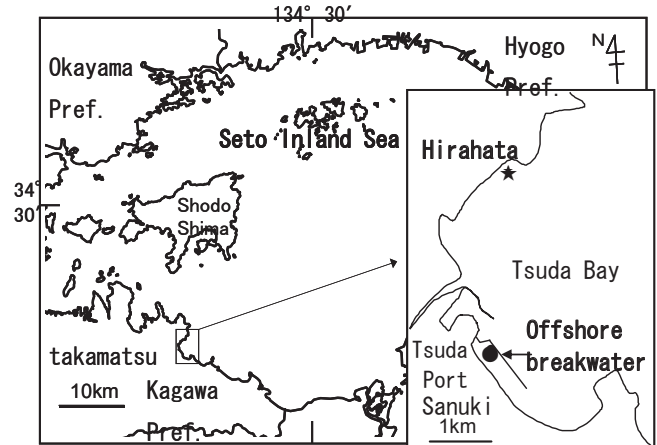 134° 30′
Okayama
Pref.
Hyogo
Pref.
N
Seto Inland Sea
34°
30′
Shodo
Shima
takamatsu
10km
Kagawa
Pref.
Hirahata
Tsuda Bay
Offshore
breakwater
Tsuda
Port
Sanuki
1km